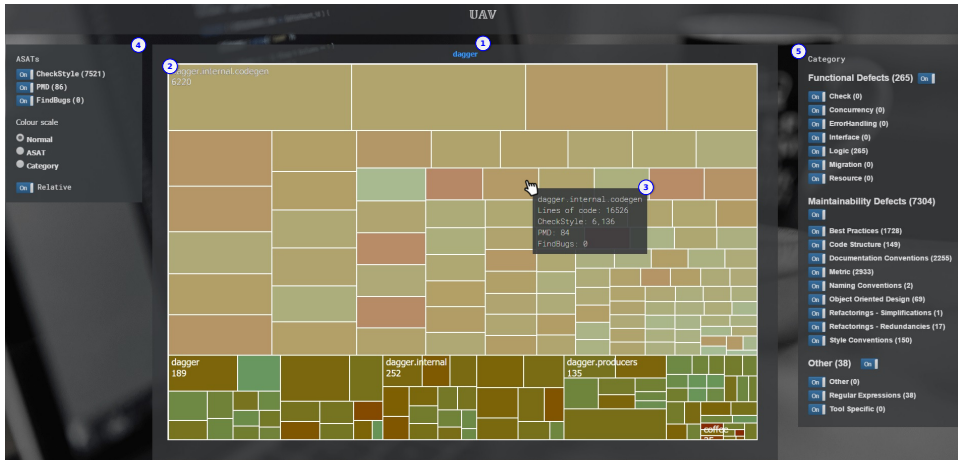 UAV
4
ASATs
On CheckStyle (7521)
On PMD (86)
On FindBugs (0)
Colour scale
Normal
ASAT
Category
On Relative
1
dagger
2
dagger.internal.codegen
6220
3
dagger.internal.codegen
Lines of code: 16526
CheckStyle: 6,136
PMD: 84
FindBugs: 0
dagger
189
dagger.internal
252
dagger.producers
135
coffee
5
Category
Functional Defects (265) On
On Check (0)
On Concurrency (0)
On ErrorHandling (0)
On Interface (0)
On Logic (265)
On Migration (0)
On Resource (0)
Maintainability Defects (7304)
On
On Best Practices (1728)
On Code Structure (149)
On Documentation Conventions (2255)
On Metric (2933)
On Naming Conventions (2)
On Object Oriented Design (69)
On Refactorings - Simplifications (1)
On Refactorings - Redundancies (17)
On Style Conventions (150)
Other (38) On
On Other (0)
On Regular Expressions (38)
On Tool Specific (0)